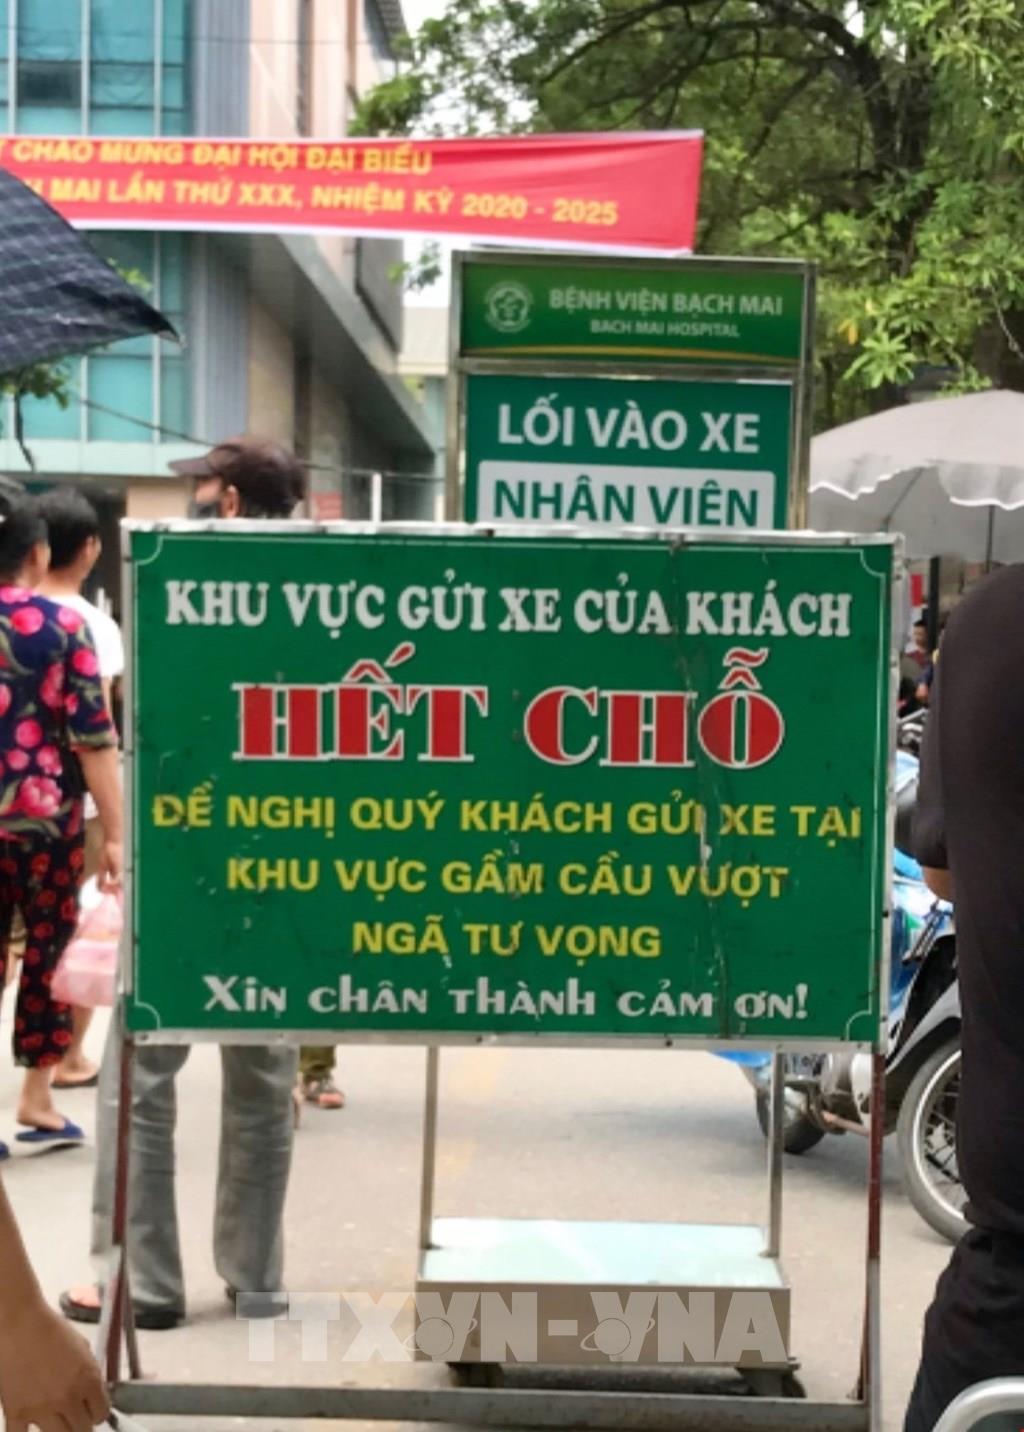 CHÀO MỪNG ĐẠI HỘI ĐẠI BIỂU
MAI LẦN THỨ XXX, NHIỆM KỲ 2020 - 2025
BỆNH VIỆN BẠCH MAI
BACH MAI HOSPITAL
LỐI VÀO XE
NHÂN VIÊN
KHU VỰC GỬI XE CỦA KHÁCH
HẾT CHỖ
ĐỀ NGHỊ QUÝ KHÁCH GỬI XE TẠI
KHU VỰC GẦM CẦU VƯỢT
NGÃ TƯ VỌNG
XIN CHÂN THÀNH CẢM ƠN!
TTXVN-VNA